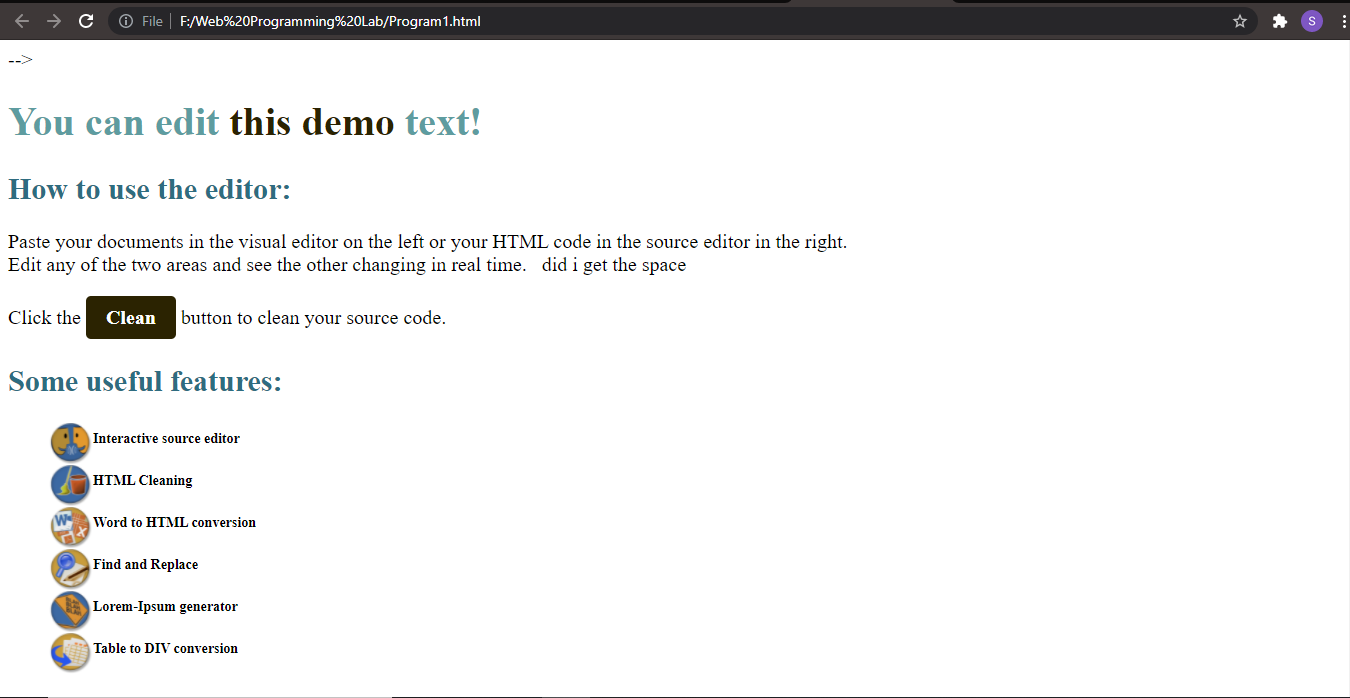 File | F:/Web%20Programming%20Lab/Program1.html
S
-->
You can edit this demo text!
How to use the editor:
Paste your documents in the visual editor on the left or your HTML code in the source editor in the right.
Edit any of the two areas and see the other changing in real time.   did i get the space
Click the Clean button to clean your source code.
Some useful features:
Interactive source editor
HTML Cleaning
Word to HTML conversion
Find and Replace
Lorem-Ipsum generator
Table to DIV conversion